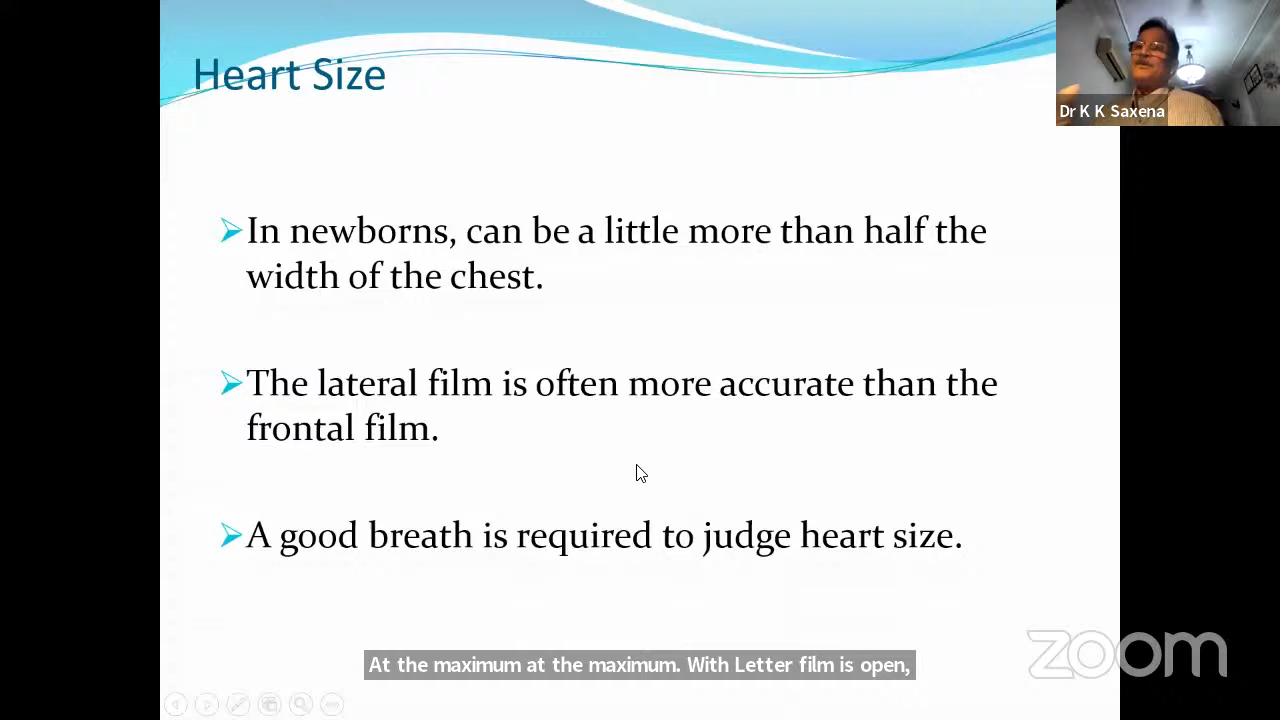 Heart Size
Dr K K Saxena
In newborns, can be a little more than half the
width of the chest.
The lateral film is often more accurate than the
frontal film.
A good breath is required to judge heart size.
zoom
At the maximum at the maximum. With Letter film is open,